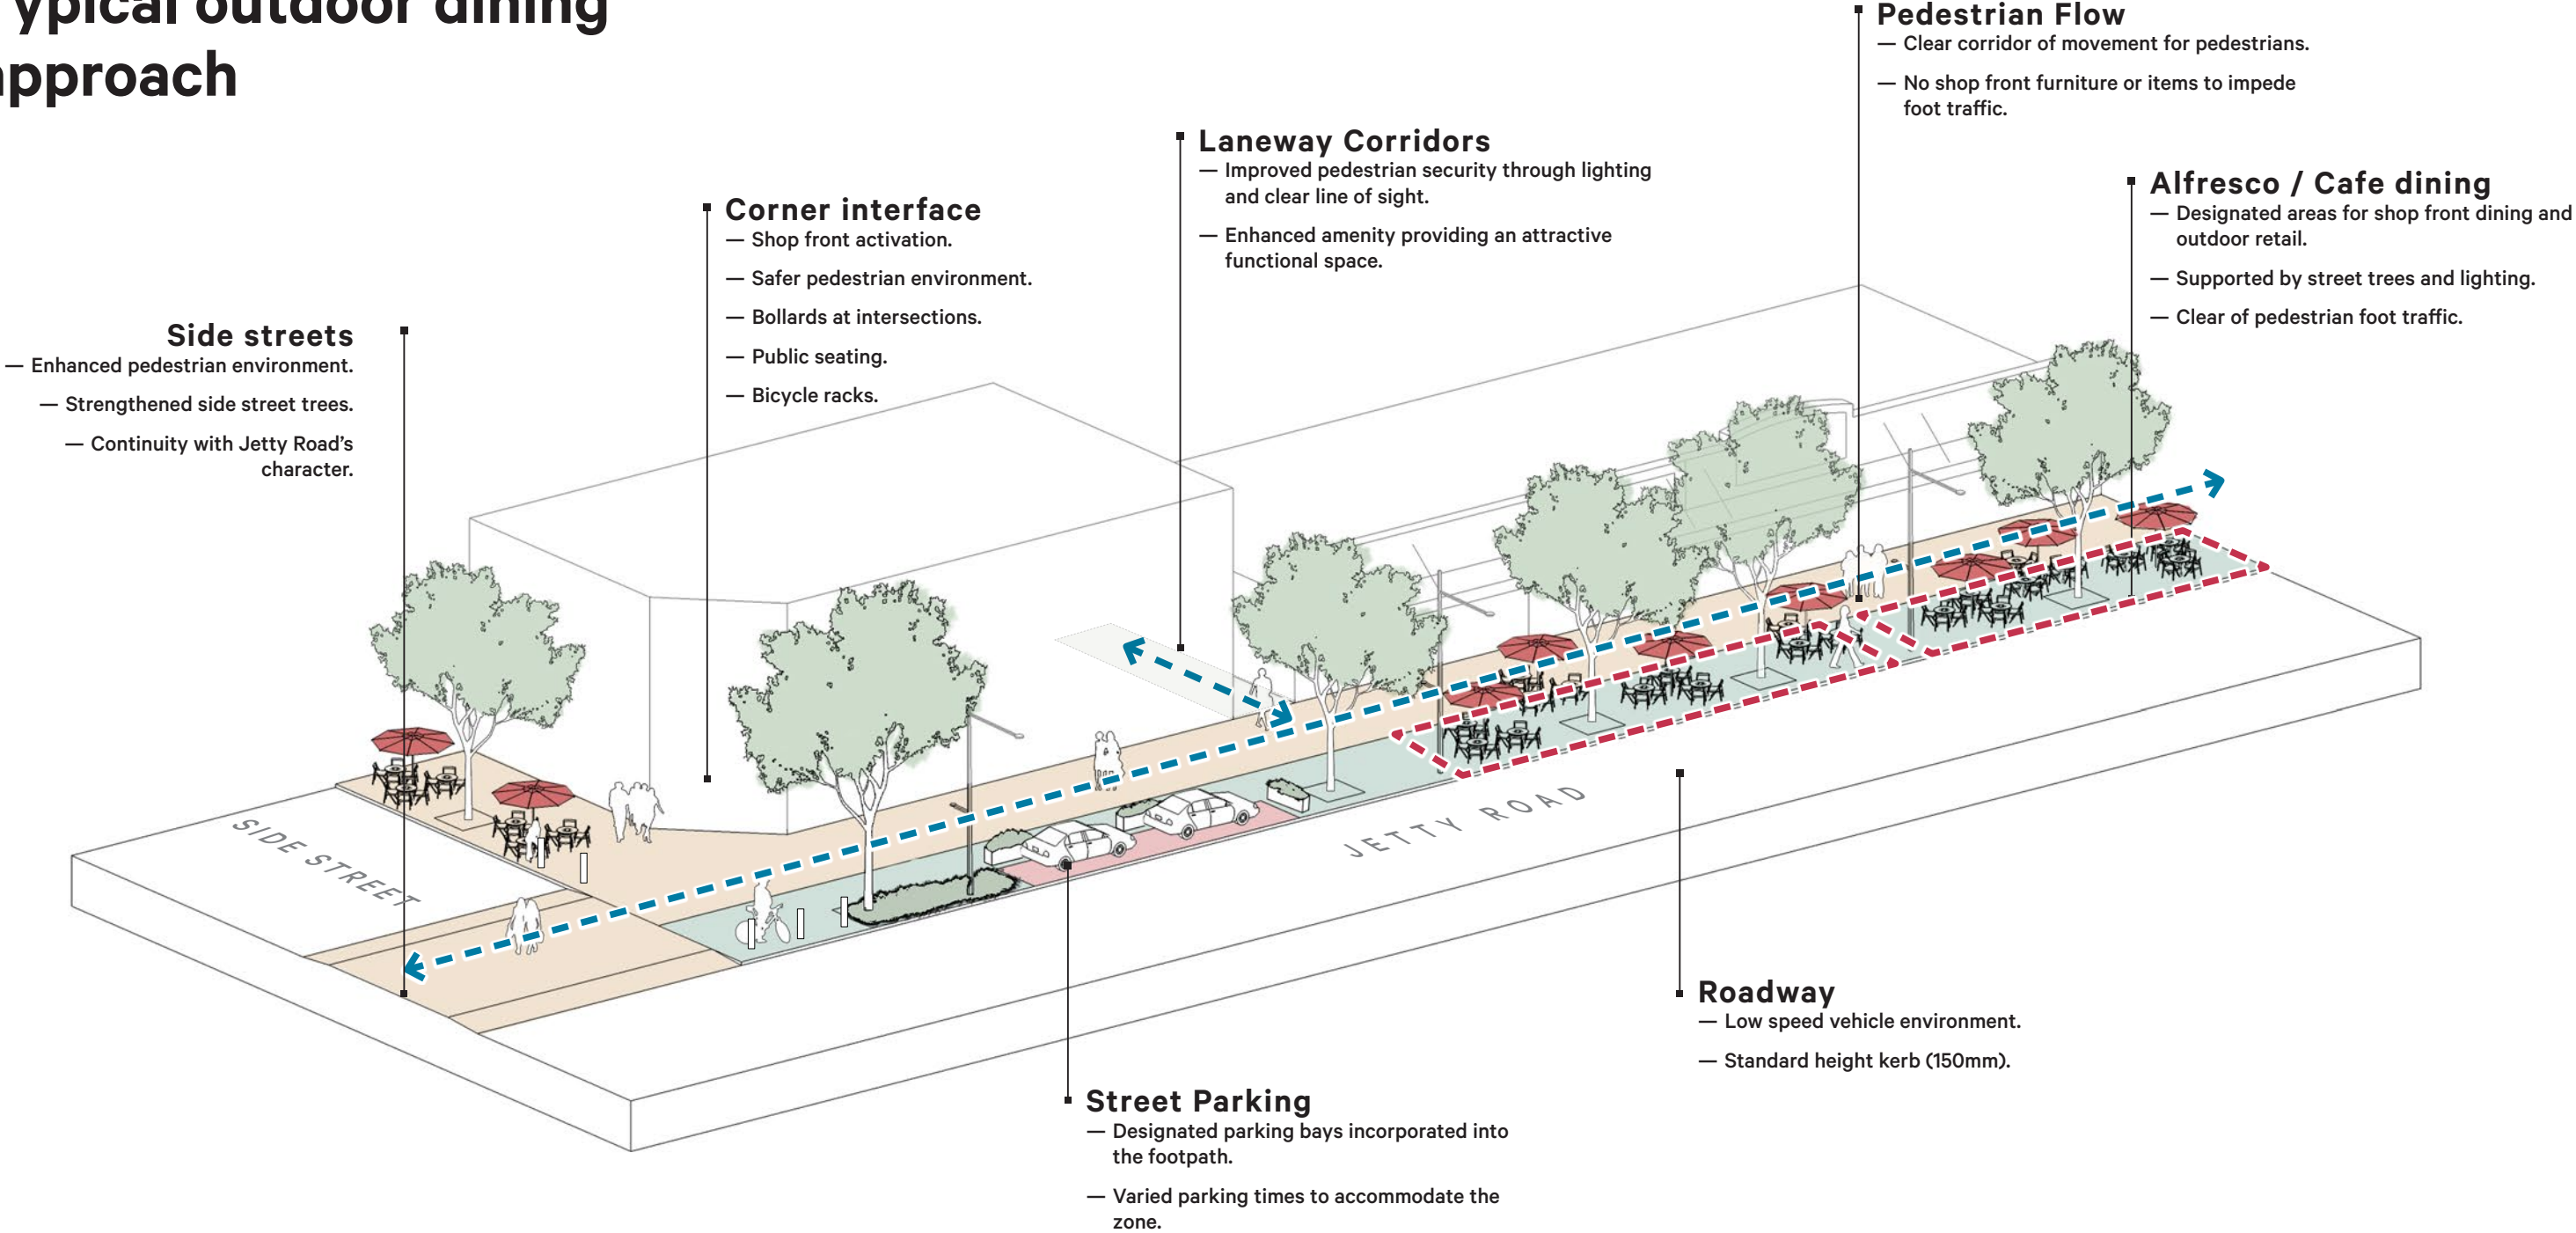 ypical outdoor dining
approach
Pedestrian Flow
— Clear corridor of movement for pedestrians.
— No shop front furniture or items to impede
foot traffic.
Laneway Corridors
— Improved pedestrian security through lighting
and clear line of sight.
— Enhanced amenity providing an attractive
functional space.
Alfresco / Cafe dining
— Designated areas for shop front dining and
outdoor retail.
— Supported by street trees and lighting.
— Clear of pedestrian foot traffic.
Corner interface
— Shop front activation.
— Safer pedestrian environment.
— Bollards at intersections.
— Public seating.
— Bicycle racks.
Side streets
— Enhanced pedestrian environment.
— Strengthened side street trees.
— Continuity with Jetty Road’s
character.
SIDE STREET
JETTY ROAD
Roadway
— Low speed vehicle environment.
— Standard height kerb (150mm).
Street Parking
— Designated parking bays incorporated into
the footpath.
— Varied parking times to accommodate the
zone.